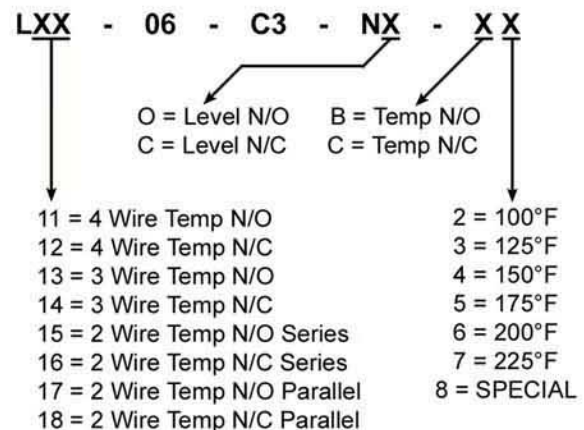 LXX - 06 - C3 - NX - X X
O = Level N/O
C = Level N/C
B = Temp N/O
C = Temp N/C
11 = 4 Wire Temp N/O
12 = 4 Wire Temp N/C
13 = 3 Wire Temp N/O
14 = 3 Wire Temp N/C
15 = 2 Wire Temp N/O Series
16 = 2 Wire Temp N/C Series
17 = 2 Wire Temp N/O Parallel
18 = 2 Wire Temp N/C Parallel
2 = 100°F
3 = 125°F
4 = 150°F
5 = 175°F
6 = 200°F
7 = 225°F
8 = SPECIAL